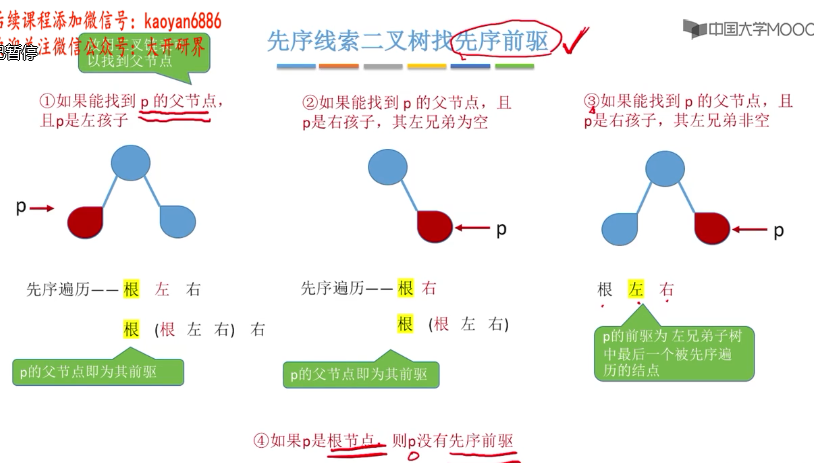 后续课程添加微信号：kaoyan6886
先序线索二叉树找先序前驱
中国大学MOOC
微信公众号：大开研界
暂停
以找到父节点
①如果能找到 p 的父节点，
且p是左孩子
②如果能找到 p 的父节点，且
p是右孩子，其左兄弟为空
③如果能找到 p 的父节点，且
p是右孩子，其左兄弟非空
p
p
p
先序遍历—— 根 左 右
根 (根 左 右) 右
p的父节点即为其前驱
先序遍历—— 根 右
根 (根 左 右)
p的父节点即为其前驱
根 左 右
p的前驱为 左兄弟子树
中最后一个被先序遍
历的结点
④如果p是根节点，则p没有先序前驱